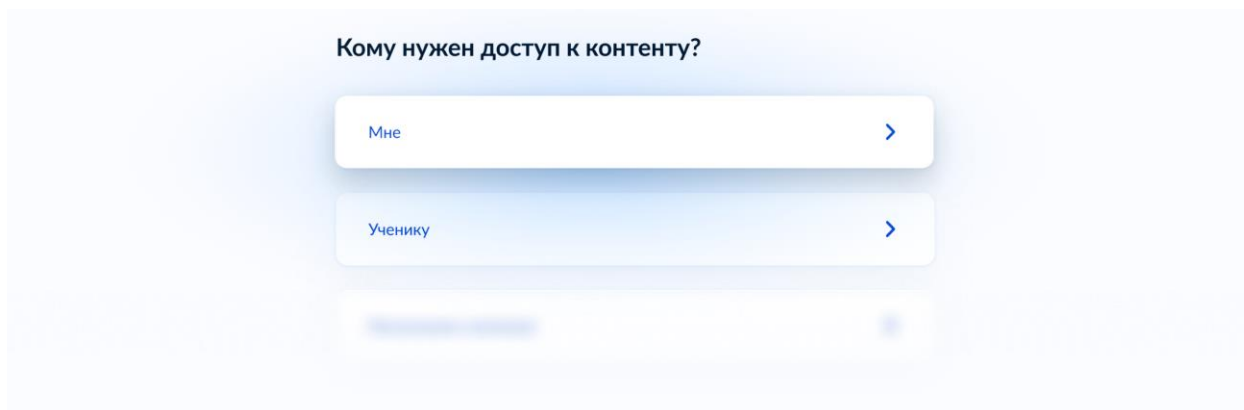 Кому нужен доступ к контенту?
Мне
Ученику